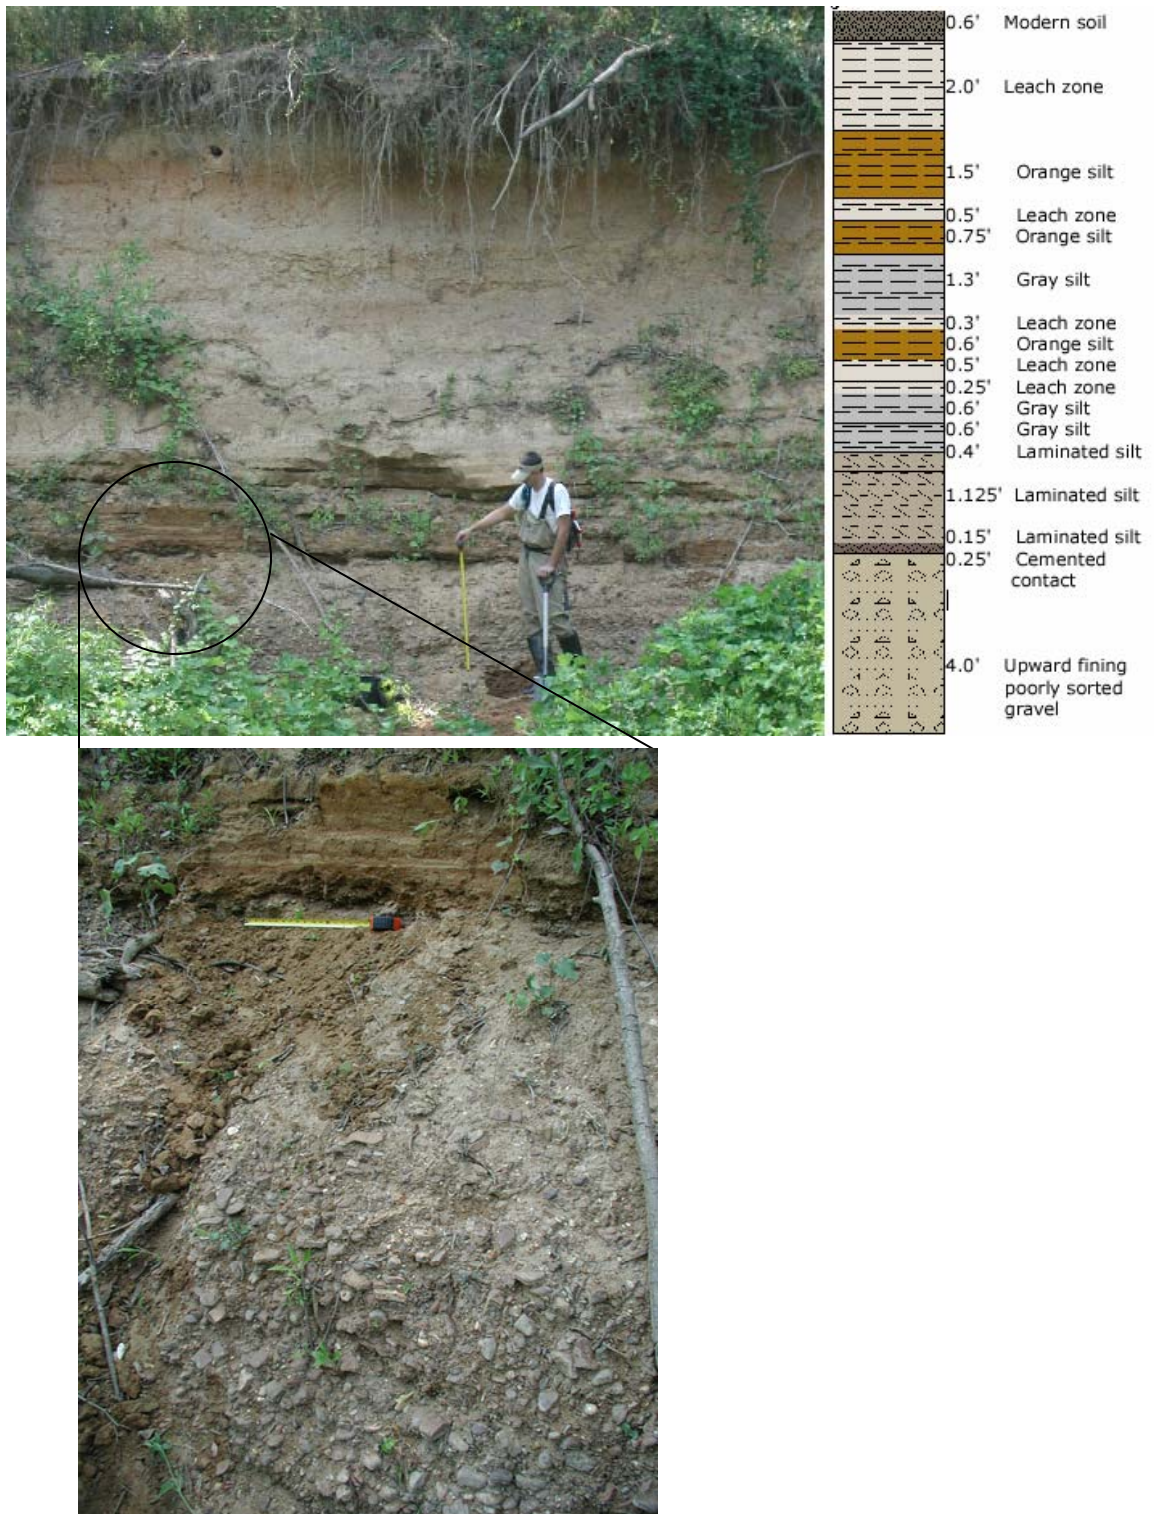 0.6' Modern soil
2.0' Leach zone
1.5' Orange silt
0.5' Leach zone
0.75' Orange silt
1.3' Gray silt
0.3' Leach zone
0.6' Orange silt
0.5' Leach zone
0.25' Leach zone
0.6' Gray silt
0.6' Gray silt
0.4' Laminated silt
1.125' Laminated silt
0.15' Laminated silt
0.25' Cemented
contact
4.0' Upward fining
poorly sorted
gravel